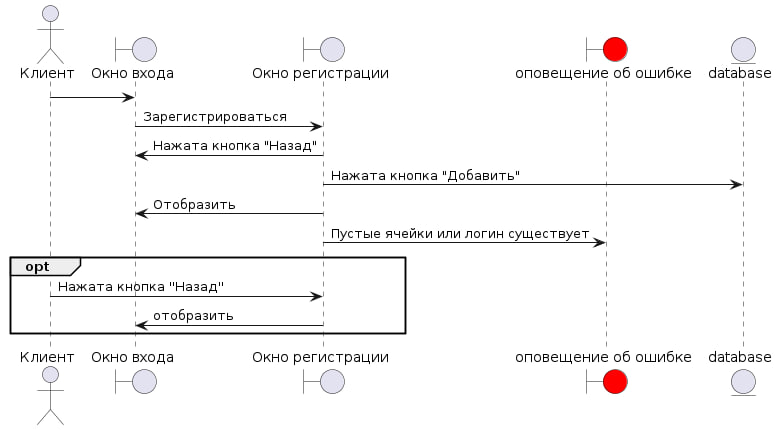 Клиент Окно входа Окно регистрации оповещение об ошибке database
Зарегистрироваться
Нажата кнопка "Назад"
Нажата кнопка "Добавить"
Отобразить
Пустые ячейки или логин существует
opt
Нажата кнопка "Назад"
отобразить
Клиент Окно входа Окно регистрации оповещение об ошибке database